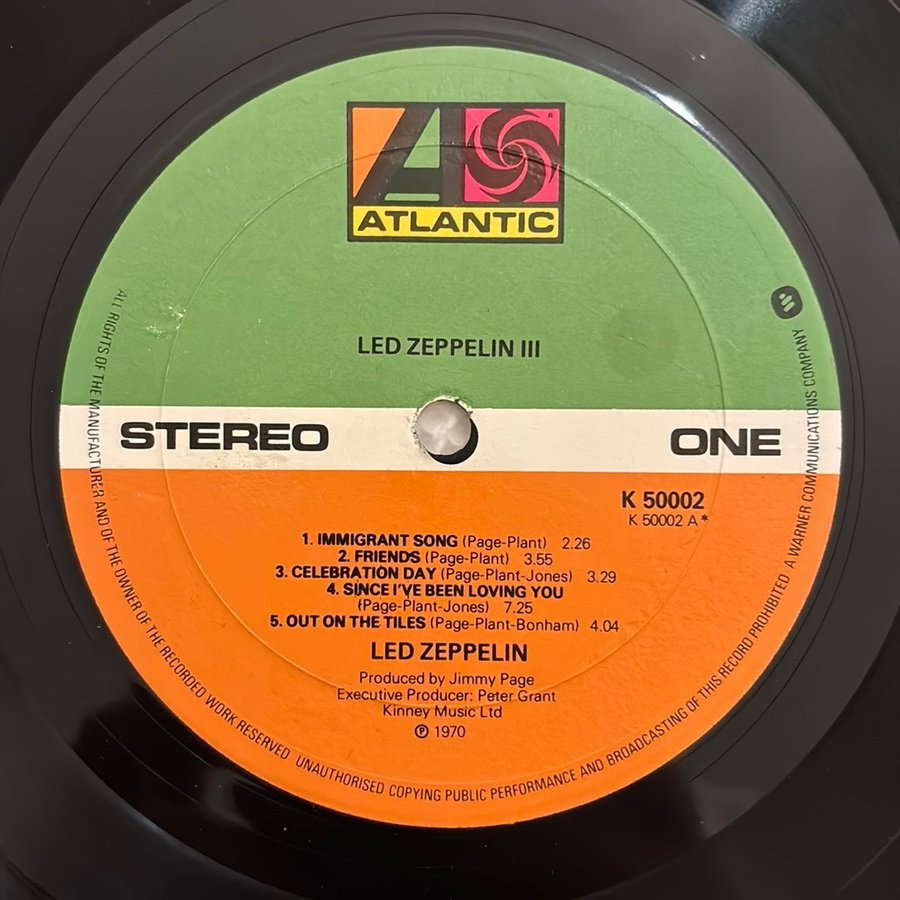 ATLANTIC
LED ZEPPELIN III
STEREO
ONE
K 50002
K 50002 A*
1. IMMIGRANT SONG (Page-Plant) 2.26
2. FRIENDS (Page-Plant) 3.55
3. CELEBRATION DAY (Page-Plant-Jones) 3.29
4. SINCE I'VE BEEN LOVING YOU
(Page-Plant-Jones) 7.25
5. OUT ON THE TILES (Page-Plant-Bonham) 4.04
LED ZEPPELIN
Produced by Jimmy Page
Executive Producer: Peter Grant
Kinney Music Ltd
℗ 1970
ALL RIGHTS OF THE MANUFACTURER AND OF THE OWNER OF THE RECORDED WORK RESERVED UNAUTHORISED COPYING PUBLIC PERFORMANCE AND BROADCASTING OF THIS RECORD PROHIBITED A WARNER COMMUNICATIONS COMPANY